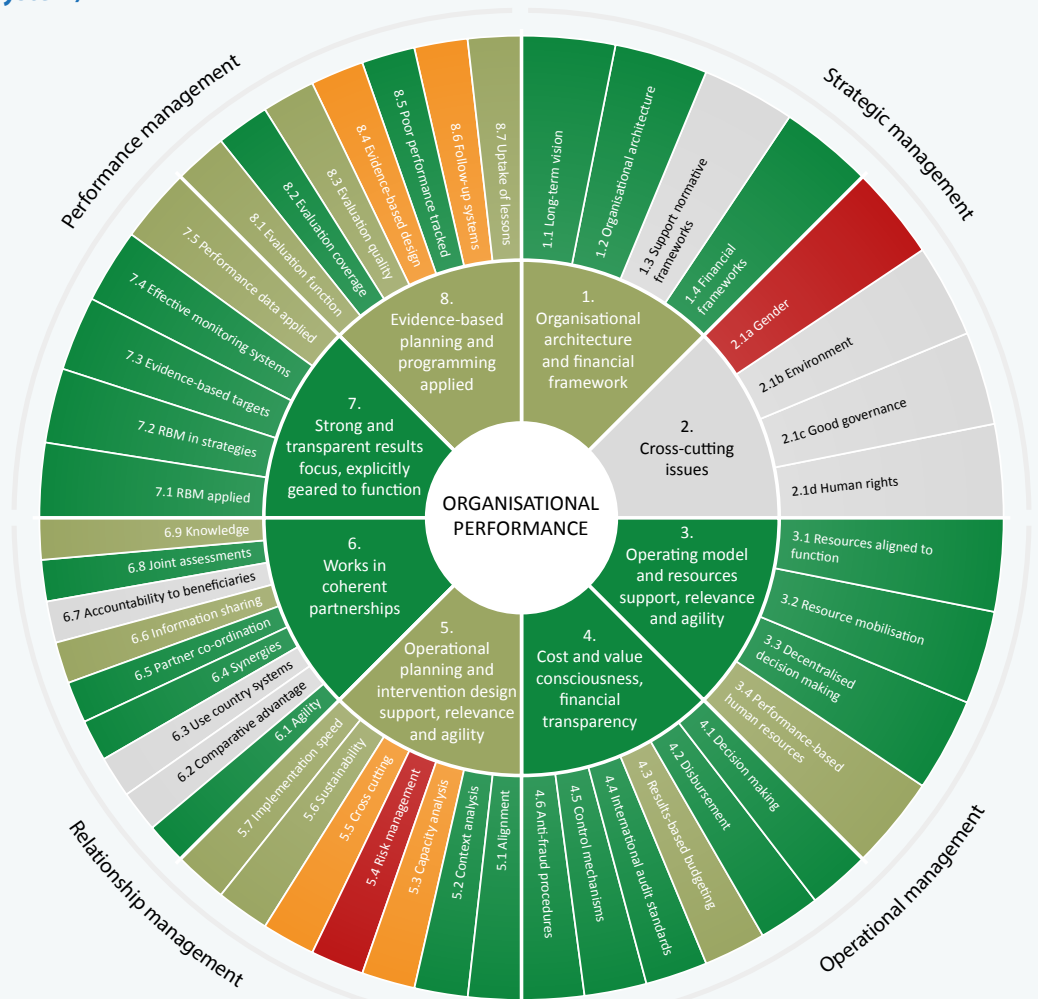 Performance management
Strategic management
Relationship management
Operational management
ORGANISATIONAL
PERFORMANCE
1.
Organisational
architecture
and financial
framework
1.1 Long-term vision
1.2 Organisational architecture
1.3 Support normative
frameworks
1.4 Financial
frameworks
2.
Cross-cutting
issues
2.1a Gender
2.1b Environment
2.1c Good governance
2.1d Human rights
3.
Operating model
and resources
support, relevance
and agility
3.1 Resources aligned to
function
3.2 Resource mobilisation
3.3 Decentralised
decision making
3.4 Performance-based
human resources
4.
Cost and value
consciousness,
financial
transparency
4.1 Decision making
4.2 Disbursement
4.3 Results-based budgeting
4.4 International audit standards
4.5 Control mechanisms
4.6 Anti-fraud procedures
5.
Operational
planning and
intervention design
support, relevance
and agility
5.1 Alignment
5.2 Context analysis
5.3 Capacity analysis
5.4 Risk management
5.5 Cross cutting
5.6 Sustainability
5.7 Implementation speed
6.
Works in
coherent
partnerships
6.1 Agility
6.2 Comparative advantage
6.3 Use country systems
6.4 Synergies
6.5 Partner co-ordination
6.6 Information sharing
6.7 Accountability to beneficiaries
6.8 Joint assessments
6.9 Knowledge
7.
Strong and
transparent results
focus, explicitly
geared to function
7.1 RBM applied
7.2 RBM in strategies
7.3 Evidence-based targets
7.4 Effective monitoring systems
7.5 Performance data applied
8.
Evidence-based
planning and
programming
applied
8.1 Evaluation function
8.2 Evaluation coverage
8.3 Evaluation quality
8.4 Evidence-based design
8.5 Poor performance tracked
8.6 Follow-up systems
8.7 Uptake of lessons